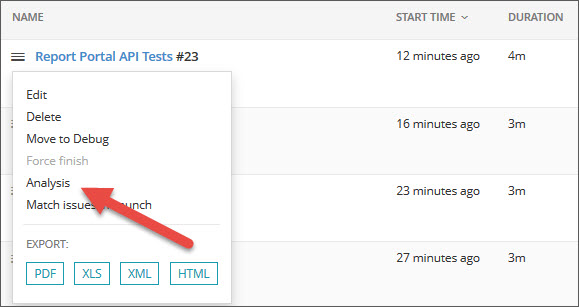 NAME START TIME DURATION
Report Portal API Tests #23 12 minutes ago 4m
Edit
Delete
16 minutes ago 3m
Move to Debug
Force finish
Analysis 23 minutes ago 3m
Match issues launch
EXPORT:
27 minutes ago 3m
PDF XLS XML HTML